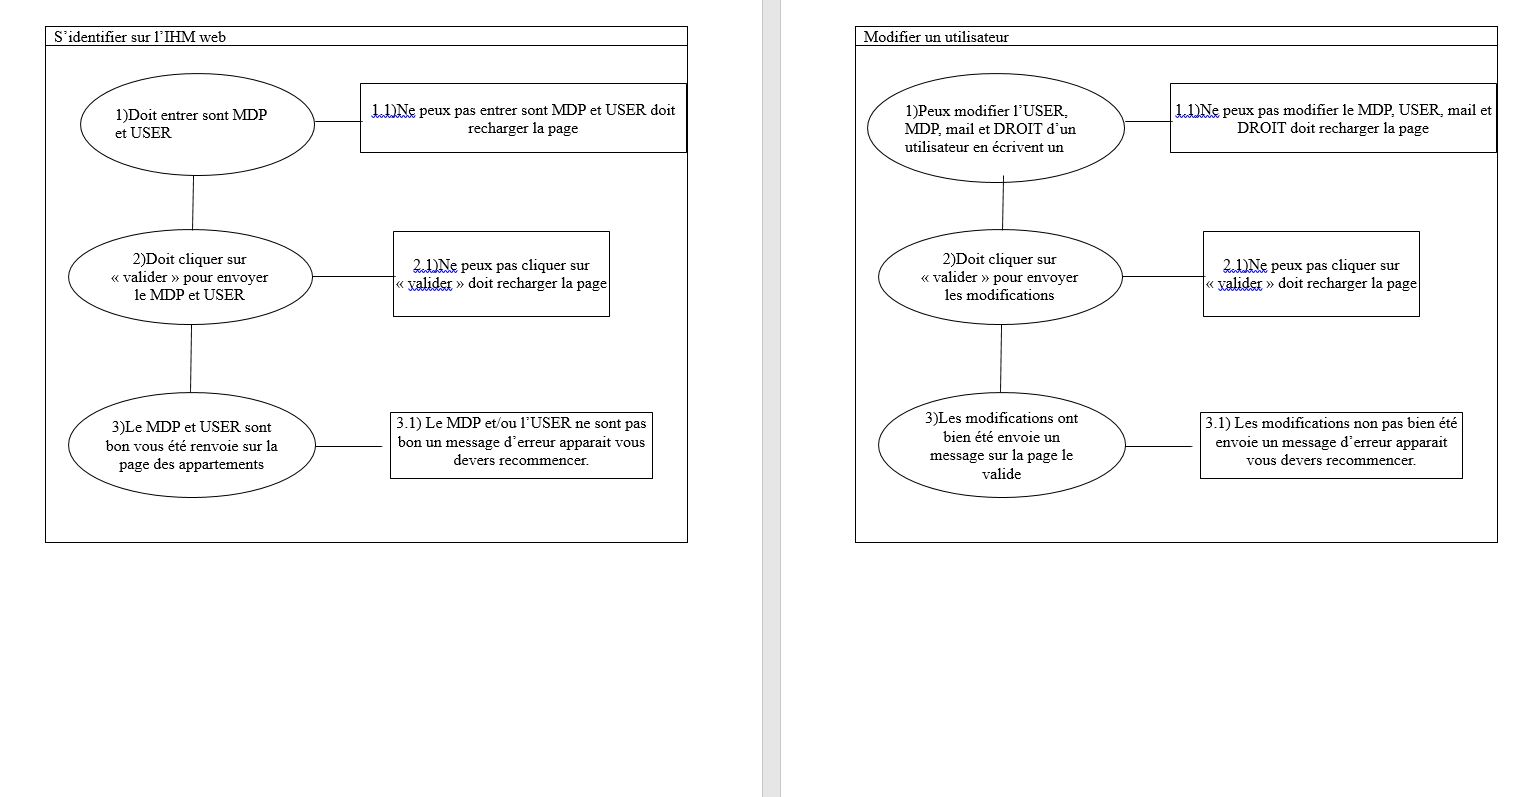 S'identifier sur l'IHM web
1)Doit entrer sont MDP
et USER
1.1)Ne peux pas entrer sont MDP et USER doit
recharger la page
2)Doit cliquer sur
« valider » pour envoyer
le MDP et USER
2.1)Ne peux pas cliquer sur
« valider » doit recharger la page
3)Le MDP et USER sont
bon vous été renvoie sur la
page des appartements
3.1) Le MDP et/ou l'USER ne sont pas
bon un message d'erreur apparait vous
devers recommencer.
Modifier un utilisateur
1)Peux modifier l'USER,
MDP, mail et DROIT d'un
utilisateur en écrivent un
1.1)Ne peux pas modifier le MDP, USER, mail et
DROIT doit recharger la page
2)Doit cliquer sur
« valider » pour envoyer
les modifications
2.1)Ne peux pas cliquer sur
« valider » doit recharger la page
3)Les modifications ont
bien été envoie un
message sur la page le
valide
3.1) Les modifications non pas bien été
envoie un message d'erreur apparait
vous devers recommencer.